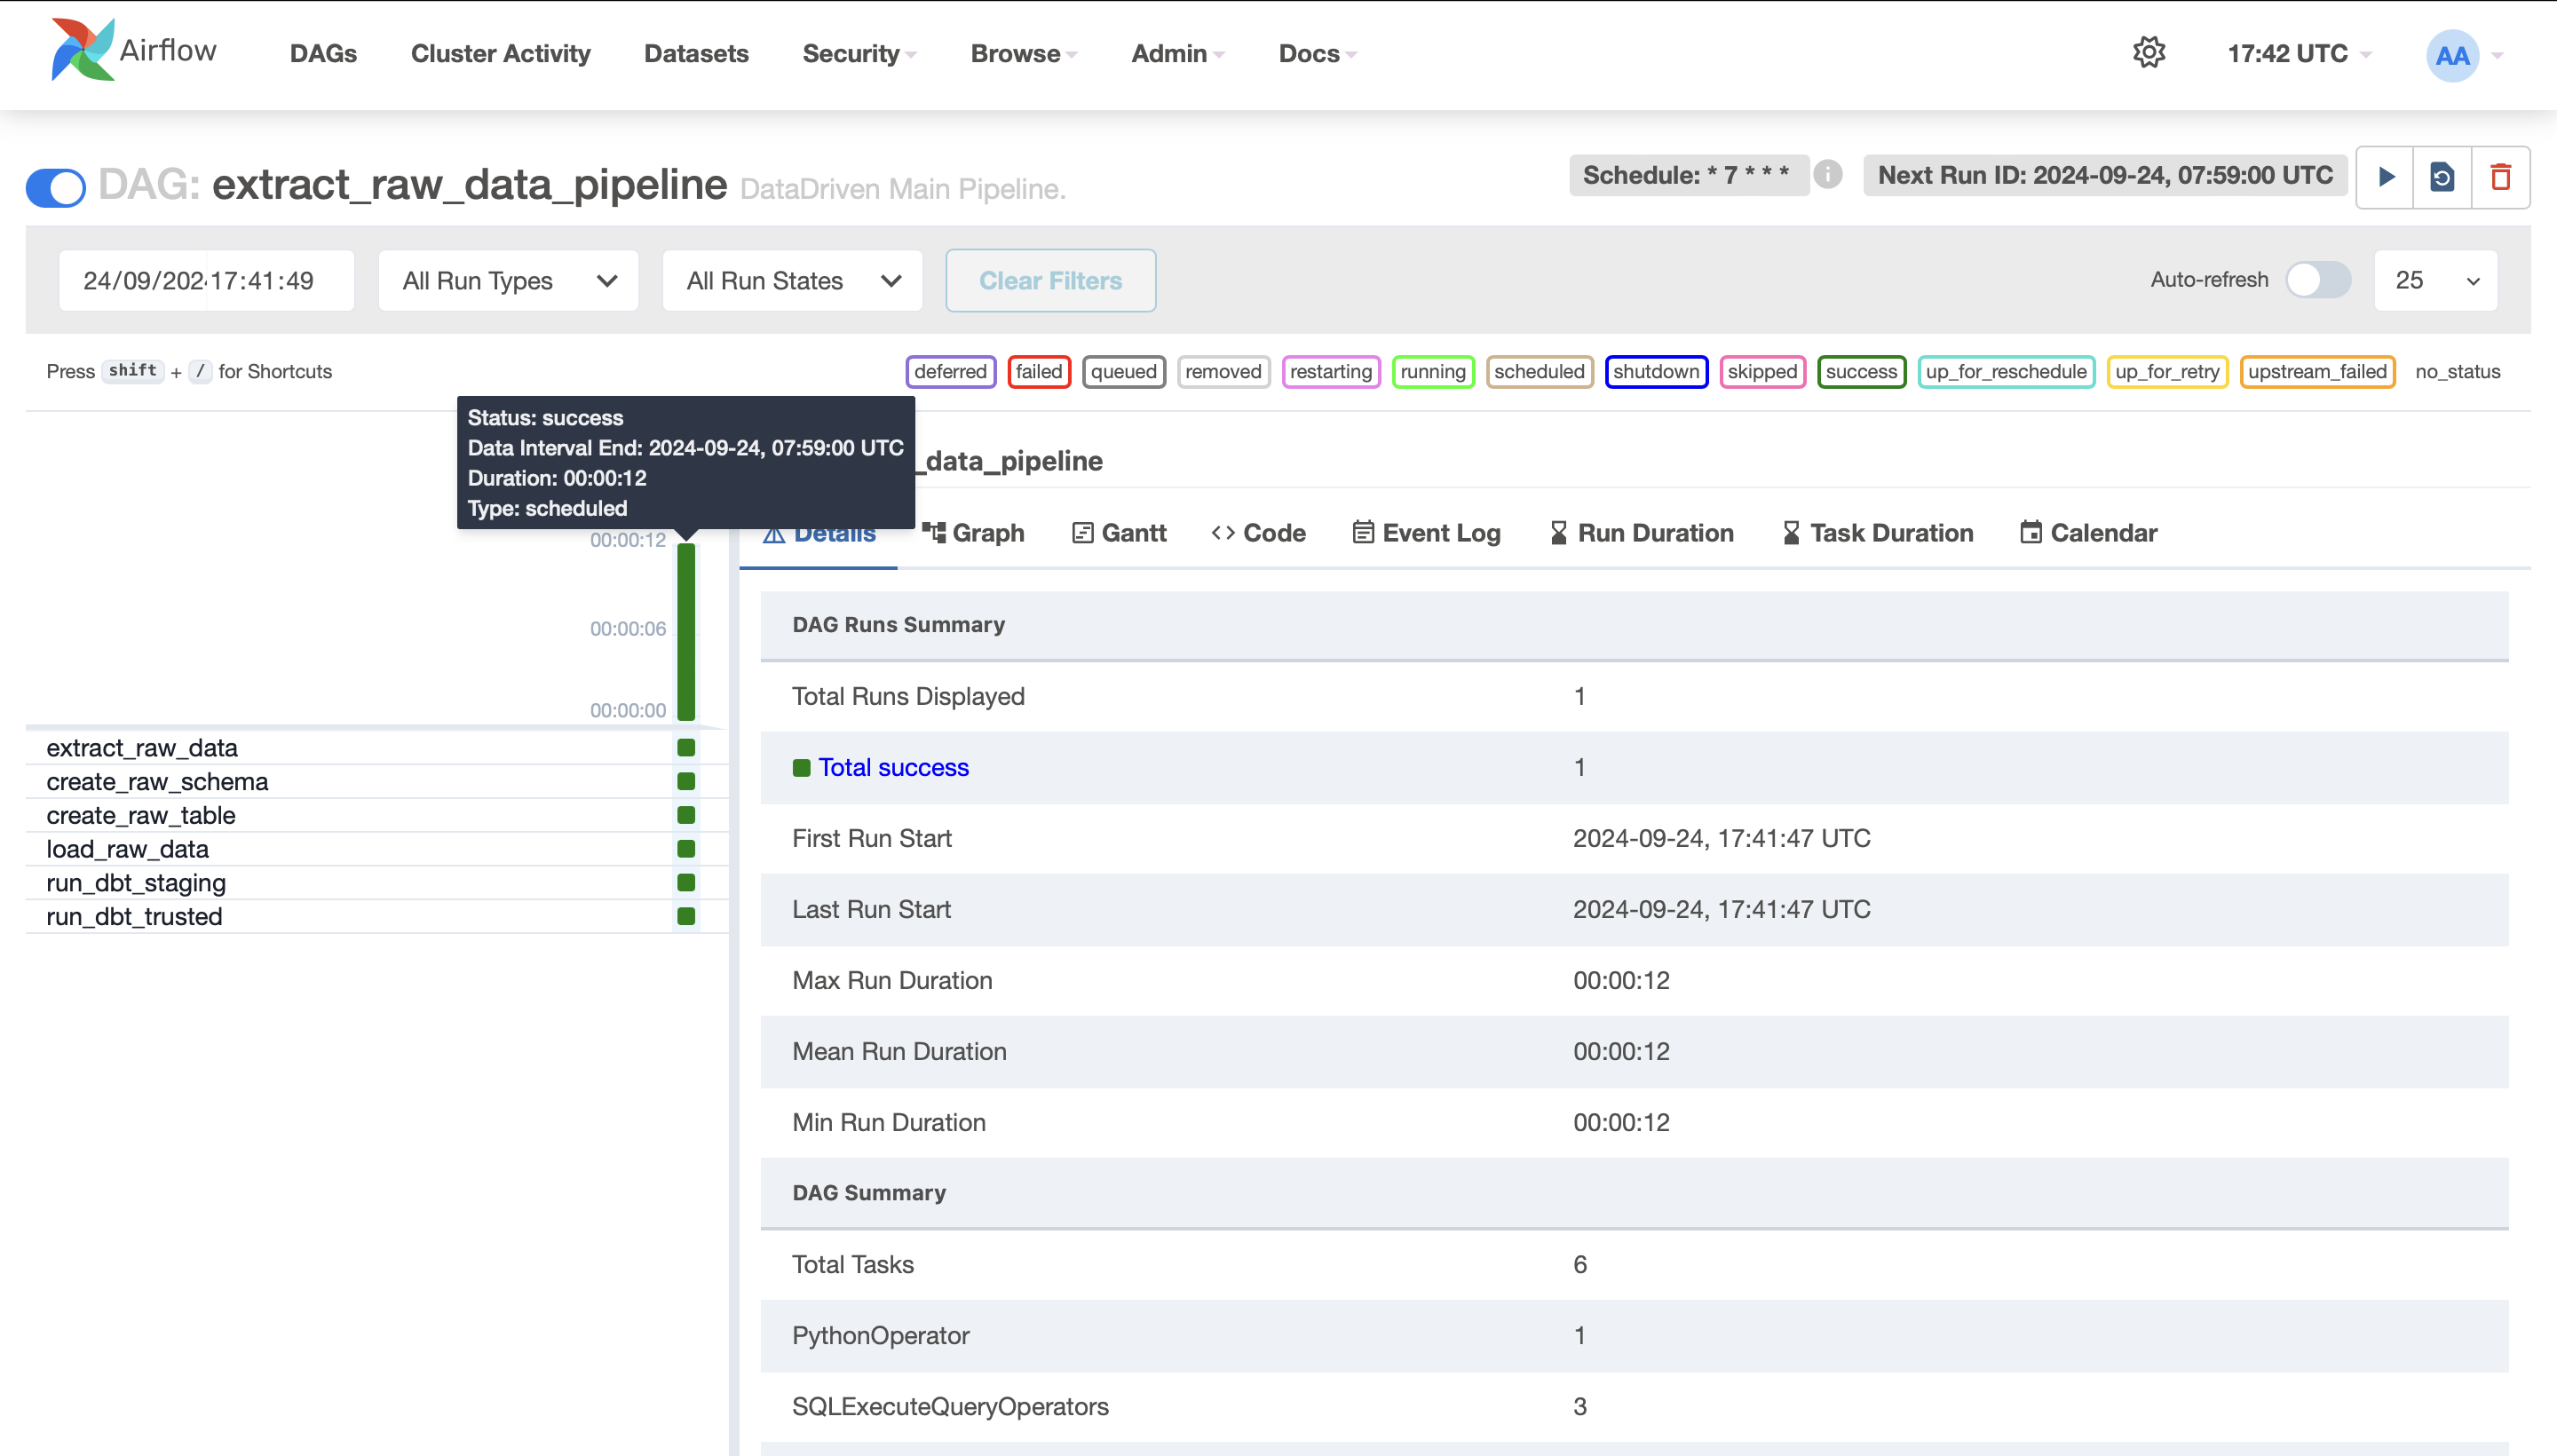 Airflow DAGs Cluster Activity Datasets Security Browse Admin Docs 17:42 UTC AA
DAG: extract_raw_data_pipeline DataDriven Main Pipeline. Schedule: * 7 * * * i Next Run ID: 2024-09-24, 07:59:00 UTC
24/09/202 17:41:49 All Run Types All Run States Clear Filters Auto-refresh 25
Press shift + / for Shortcuts deferred failed queued removed restarting running scheduled shutdown skipped success up_for_reschedule up_for_retry upstream_failed no_status
Status: success
Data Interval End: 2024-09-24, 07:59:00 UTC
Duration: 00:00:12
Type: scheduled
_data_pipeline
Details Graph Gantt Code Event Log Run Duration Task Duration Calendar
00:00:12
00:00:06
00:00:00
extract_raw_data
create_raw_schema
create_raw_table
load_raw_data
run_dbt_staging
run_dbt_trusted
DAG Runs Summary
Total Runs Displayed 1
Total success 1
First Run Start 2024-09-24, 17:41:47 UTC
Last Run Start 2024-09-24, 17:41:47 UTC
Max Run Duration 00:00:12
Mean Run Duration 00:00:12
Min Run Duration 00:00:12
DAG Summary
Total Tasks 6
PythonOperator 1
SQLExecuteQueryOperators 3